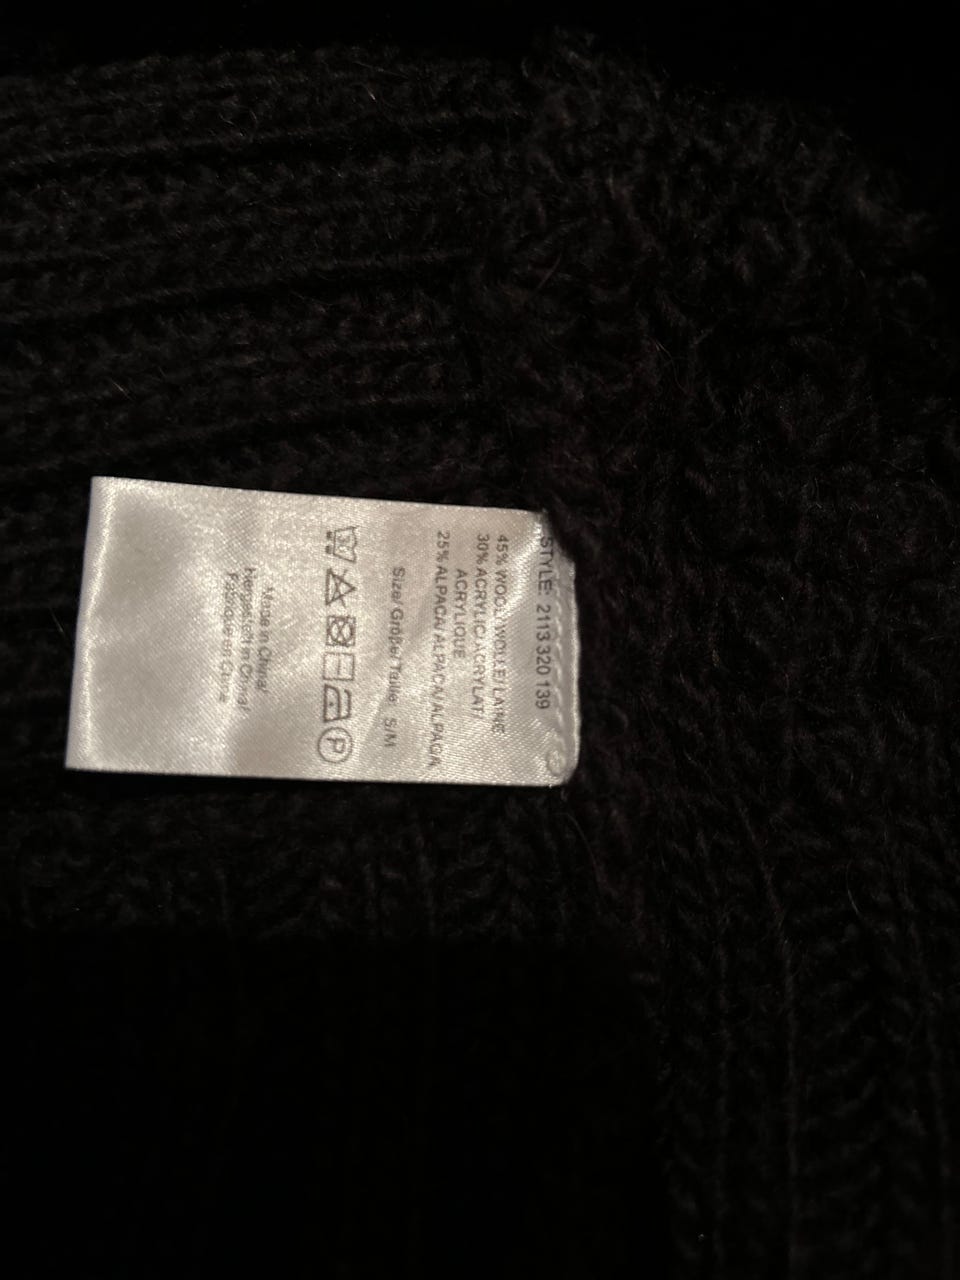 STYLE: 2113 320 139
45% WOOL/WOLLE/LAINE
30% ACRYLIC/ACRYLAT/
ACRYLIQUE
25% ALPACA/ALPACA/ALPAGA
Size/ Größe/ Taille: S/M
P
Made in China/
Hergestellt in China/
Fabriqué en Chine